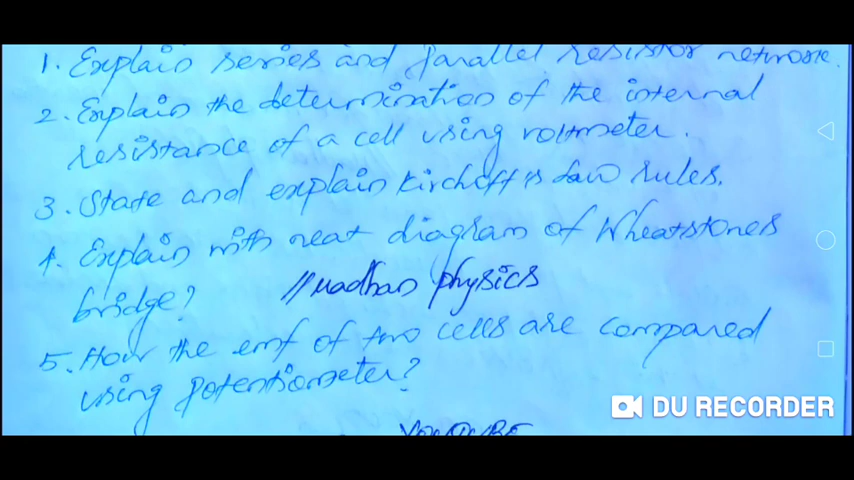 1. Explain series and parallel resistor network.
2. Explain the determination of the internal
resistance of a cell using voltmeter.
3. State and explain Kirchoff's law rules.
4. Explain with neat diagram of Wheatstones
bridge?
//Madhan physics
5. How the emf of two cells are compared
using potentiometer?
YOUTUBE
DU RECORDER